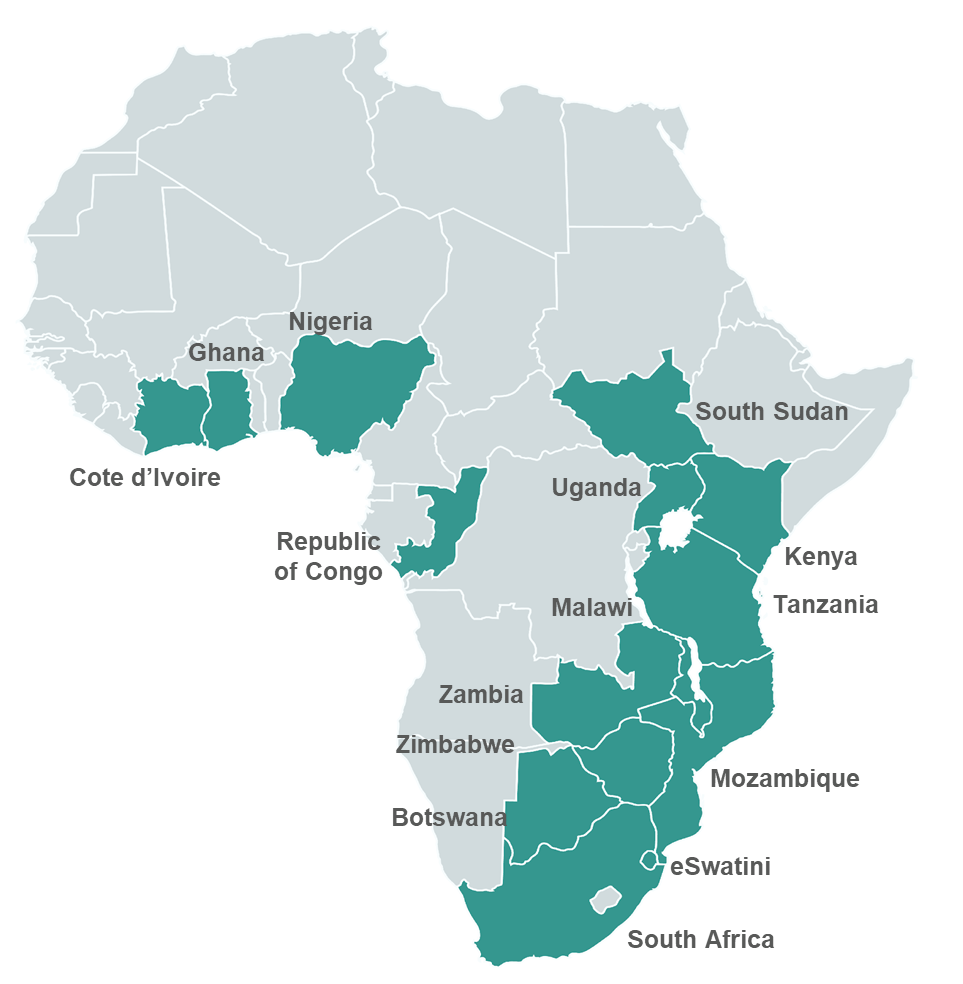 Nigeria
Ghana
South Sudan
Cote d’Ivoire
Uganda
Republic
of Congo
Kenya
Tanzania
Malawi
Zambia
Zimbabwe
Mozambique
Botswana
eSwatini
South Africa